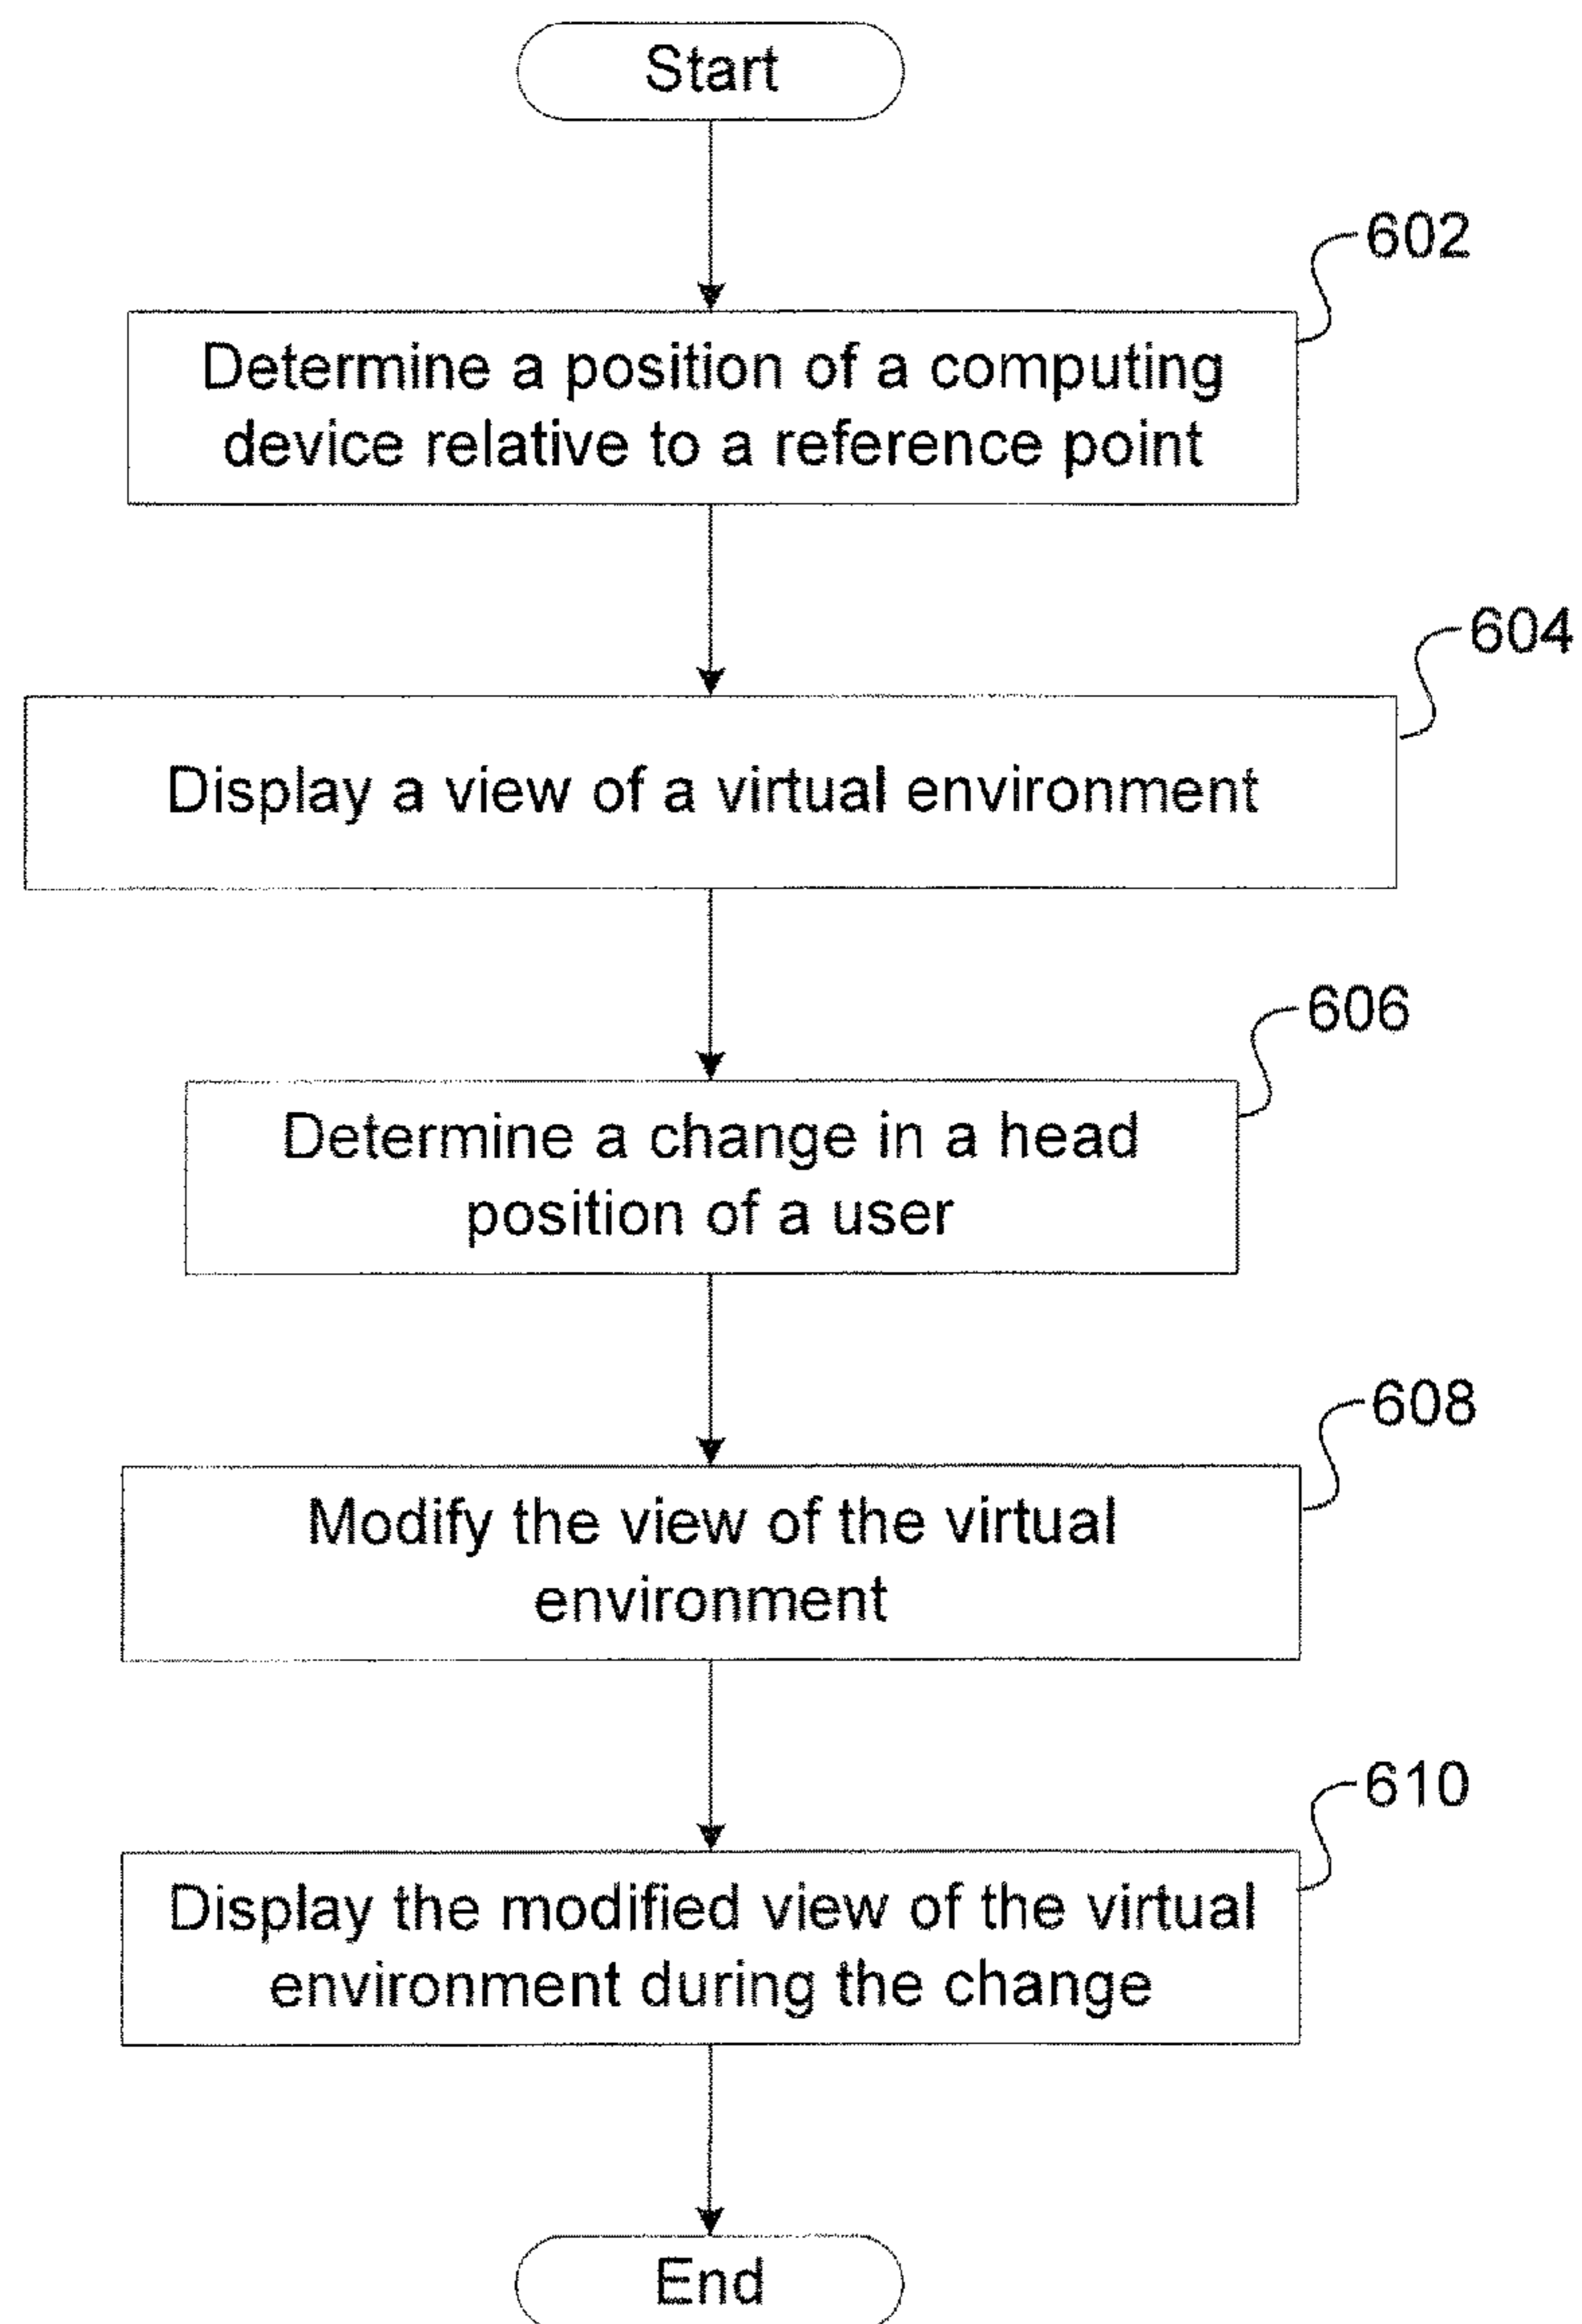 Start
602
Determine a position of a computing
device relative to a reference point
604
Display a view of a virtual environment
606
Determine a change in a head
position of a user
608
Modify the view of the virtual
environment
610
Display the modified view of the virtual
environment during the change
End